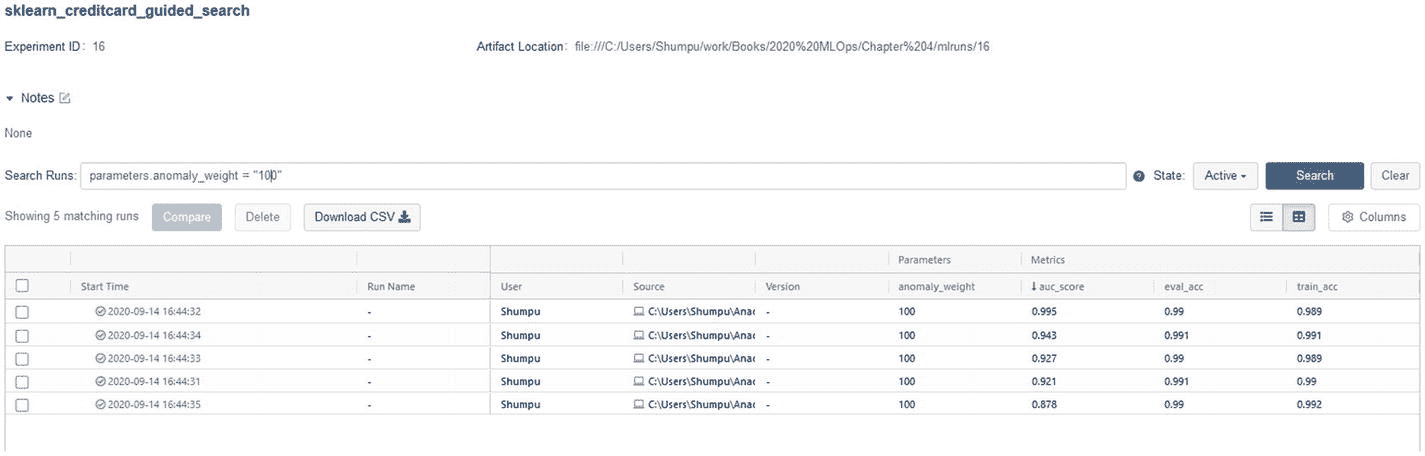 sklearn_creditcard_guided_search
Experiment ID: 16 Artifact Location: file:///C:/Users/Shumpu/work/Books/2020%20MLOps/Chapter%204/mlruns/16
Notes
None
Search Runs: parameters.anomaly_weight = "100" State: Active Search Clear
Showing 5 matching runs Compare Delete Download CSV Columns
Parameters Metrics
Start Time Run Name User Source Version anomaly_weight ↓ auc_score eval_acc train_acc
2020-09-14 16:44:32 - Shumpu C:\Users\Shumpu\Anac - 100 0.995 0.99 0.989
2020-09-14 16:44:34 - Shumpu C:\Users\Shumpu\Anac - 100 0.943 0.991 0.991
2020-09-14 16:44:33 - Shumpu C:\Users\Shumpu\Anac - 100 0.927 0.99 0.989
2020-09-14 16:44:31 - Shumpu C:\Users\Shumpu\Anac - 100 0.921 0.991 0.99
2020-09-14 16:44:35 - Shumpu C:\Users\Shumpu\Anac - 100 0.878 0.99 0.992